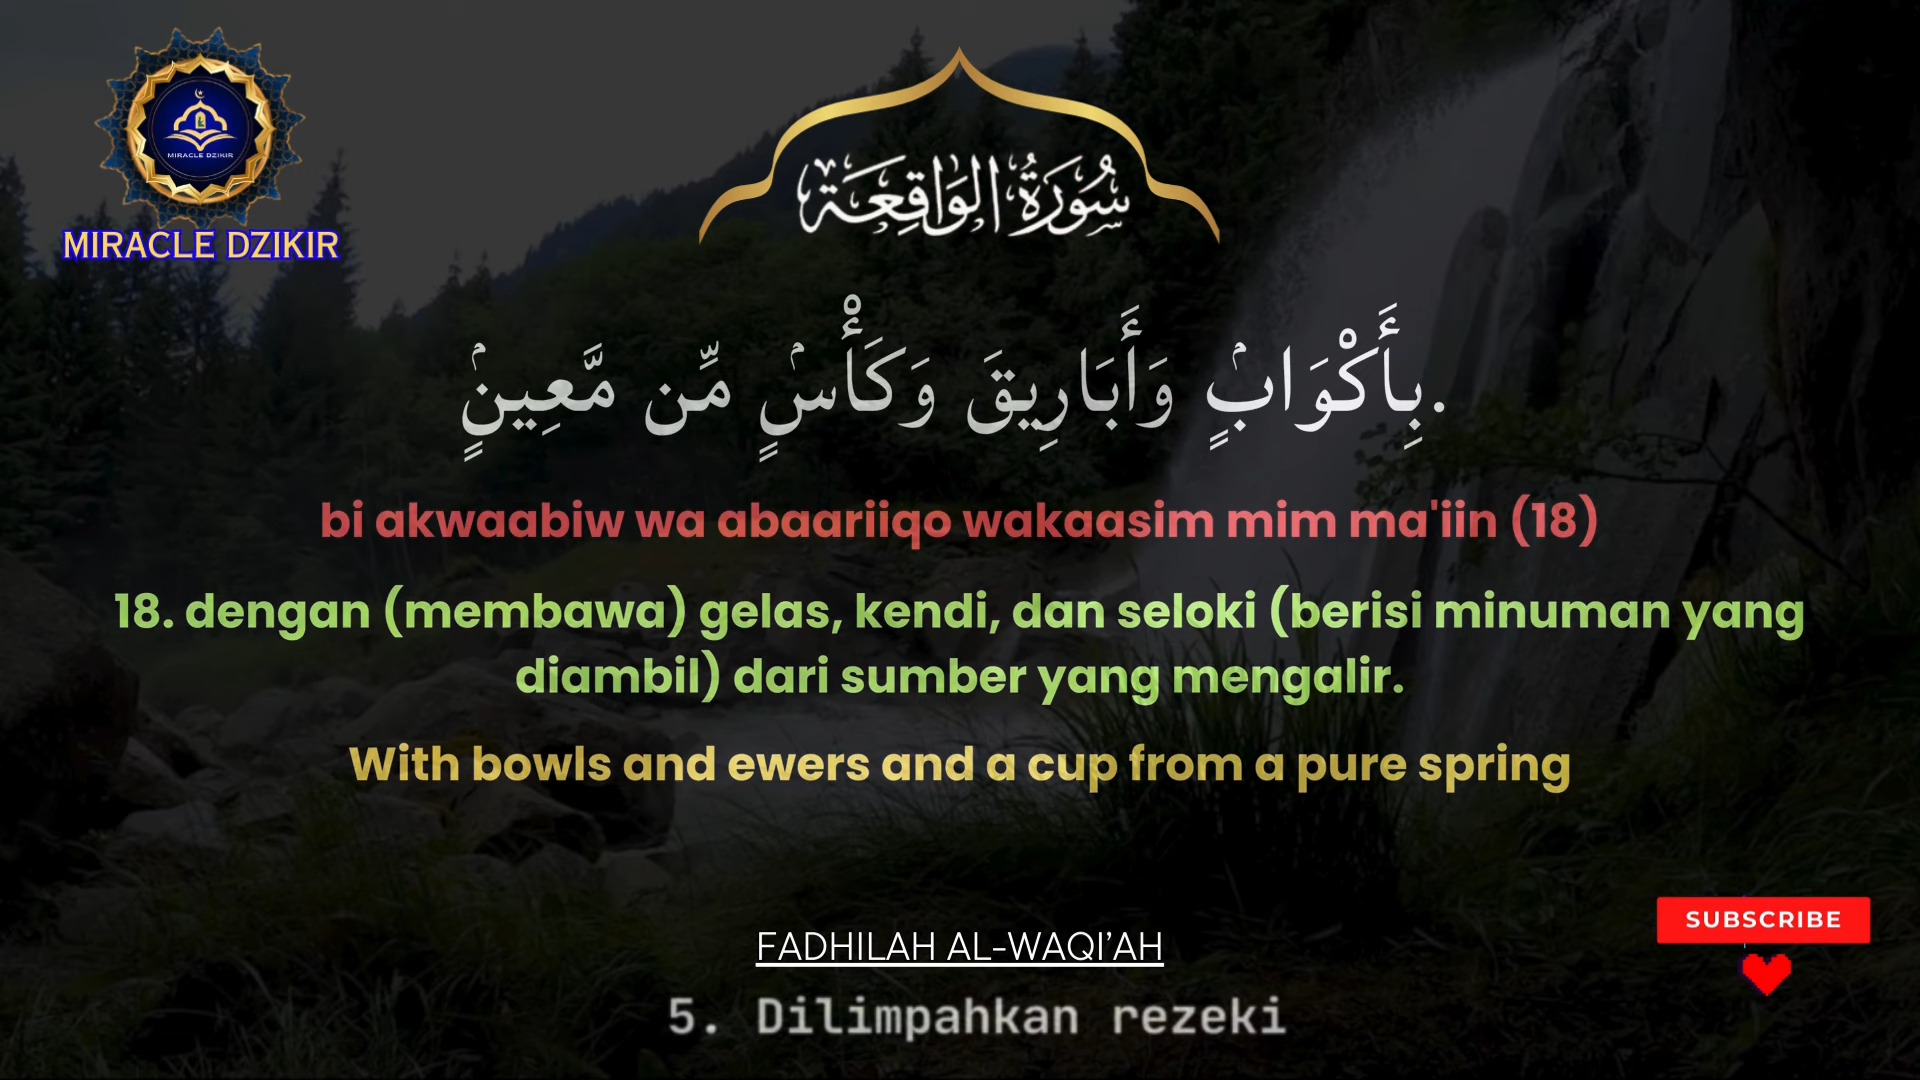 MIRACLE DZIKIR
MIRACLE DZIKIR
سُورَةُ الوَاقِعَة
بِأَكْوَابٍۢ وَأَبَارِيقَ وَكَأْسٍۢ مِّن مَّعِينٍۢ.
bi akwaabiw wa abaariiqo wakaasim mim ma'iin (18)
18. dengan (membawa) gelas, kendi, dan seloki (berisi minuman yang
diambil) dari sumber yang mengalir.
With bowls and ewers and a cup from a pure spring
FADHILAH AL-WAQI'AH
SUBSCRIBE
5. Dilimpahkan rezeki